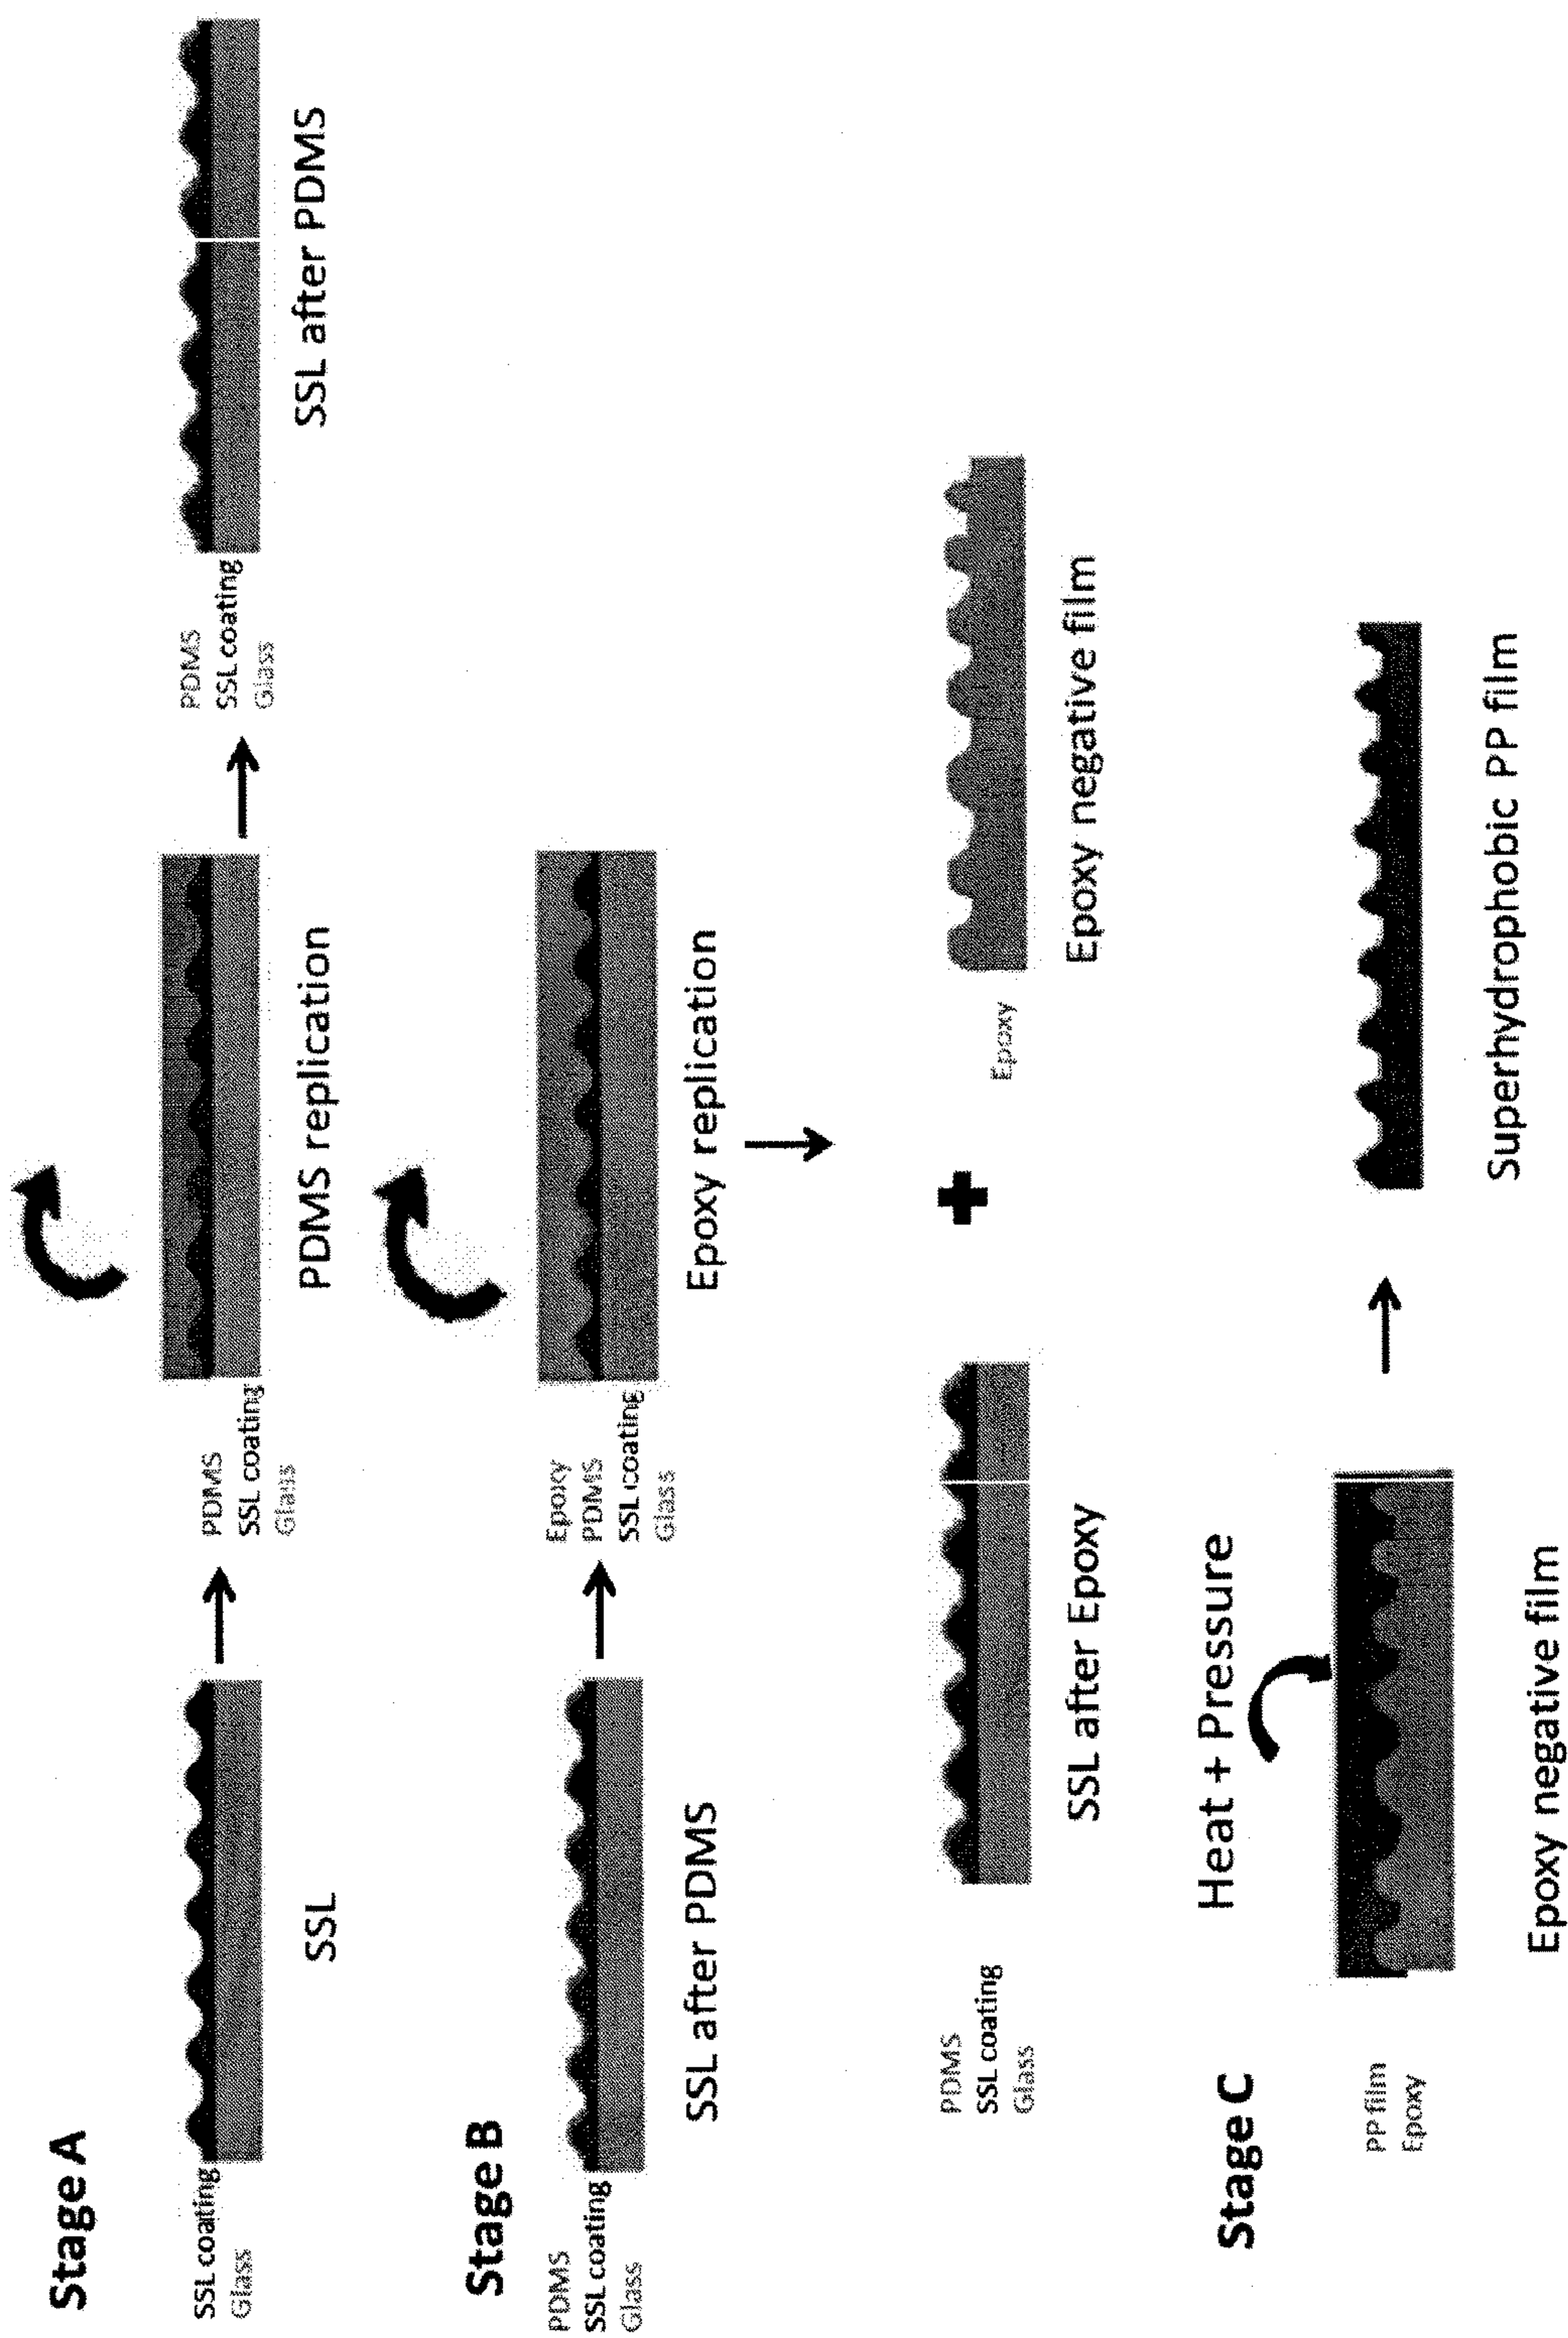 Stage A
SSL coating
Glass
SSL
PDMS
SSL coating
Glass
PDMS replication
PDMS
SSL coating
Glass
SSL after PDMS
Stage B
PDMS
SSL coating
Glass
SSL after PDMS
Epoxy
PDMS
SSL coating
Glass
Epoxy replication
PDMS
SSL coating
Glass
SSL after Epoxy
+
Epoxy
Epoxy negative film
Stage C
Heat + Pressure
PP film
Epoxy
Epoxy negative film
Superhydrophobic PP film